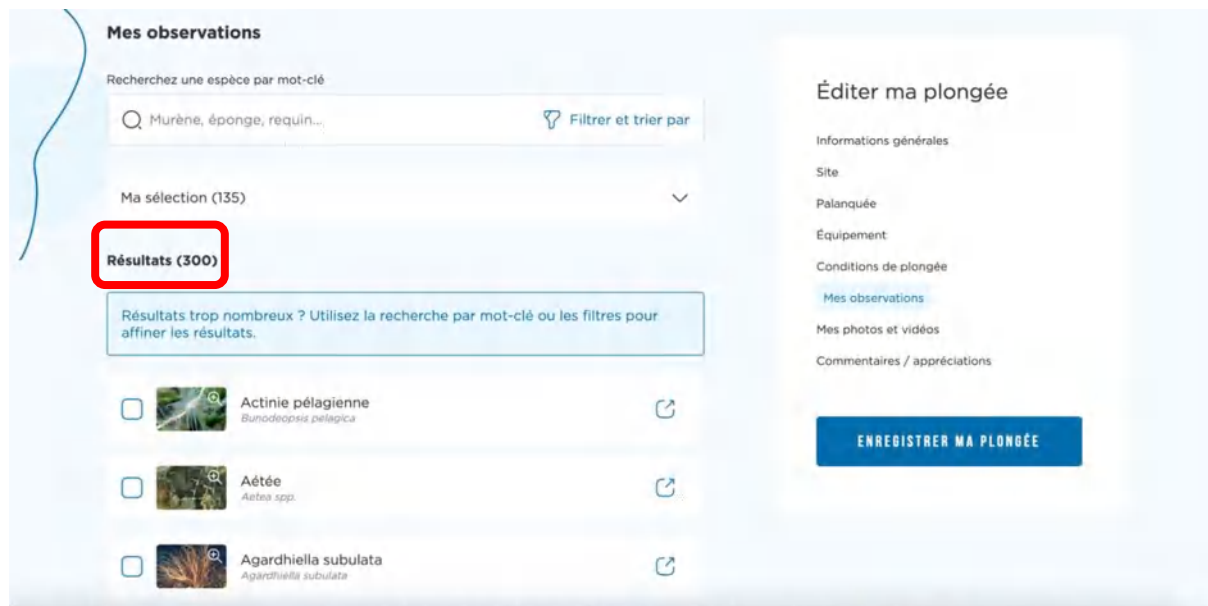 Mes observations
Recherchez une espèce par mot-clé
Murène, éponge, requin...
Filtrer et trier par
Ma sélection (135)
Résultats (300)
Résultats trop nombreux ? Utilisez la recherche par mot-clé ou les filtres pour
affiner les résultats.
Actinie pélagienne
Bunodeopsis pelagica
Aétée
Aetea spp.
Agardhiella subulata
Agardhiella subulata
Éditer ma plongée
Informations générales
Site
Palanquée
Équipement
Conditions de plongée
Mes observations
Mes photos et vidéos
Commentaires / appréciations
ENREGISTRER MA PLONGÉE